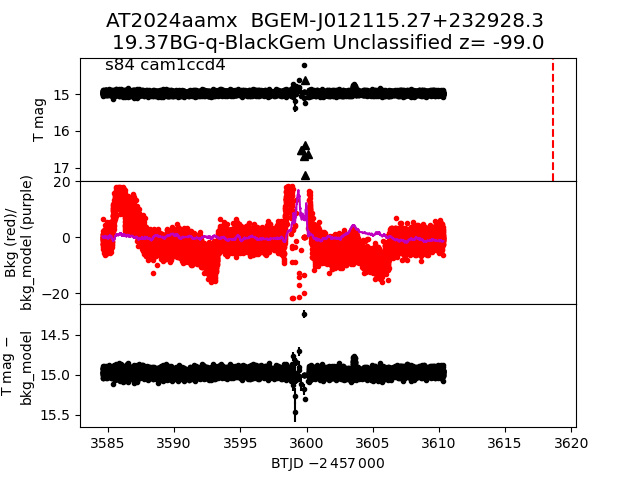 AT2024aamx  BGEM-J012115.27+232928.3
19.37BG-q-BlackGem Unclassified z= -99.0
s84 cam1ccd4
T mag
15
16
17
Bkg (red)/
bkg_model (purple)
20
0
−20
T mag −
bkg_model
14.5
15.0
15.5
3585 3590 3595 3600 3605 3610 3615 3620
BTJD −2 457 000